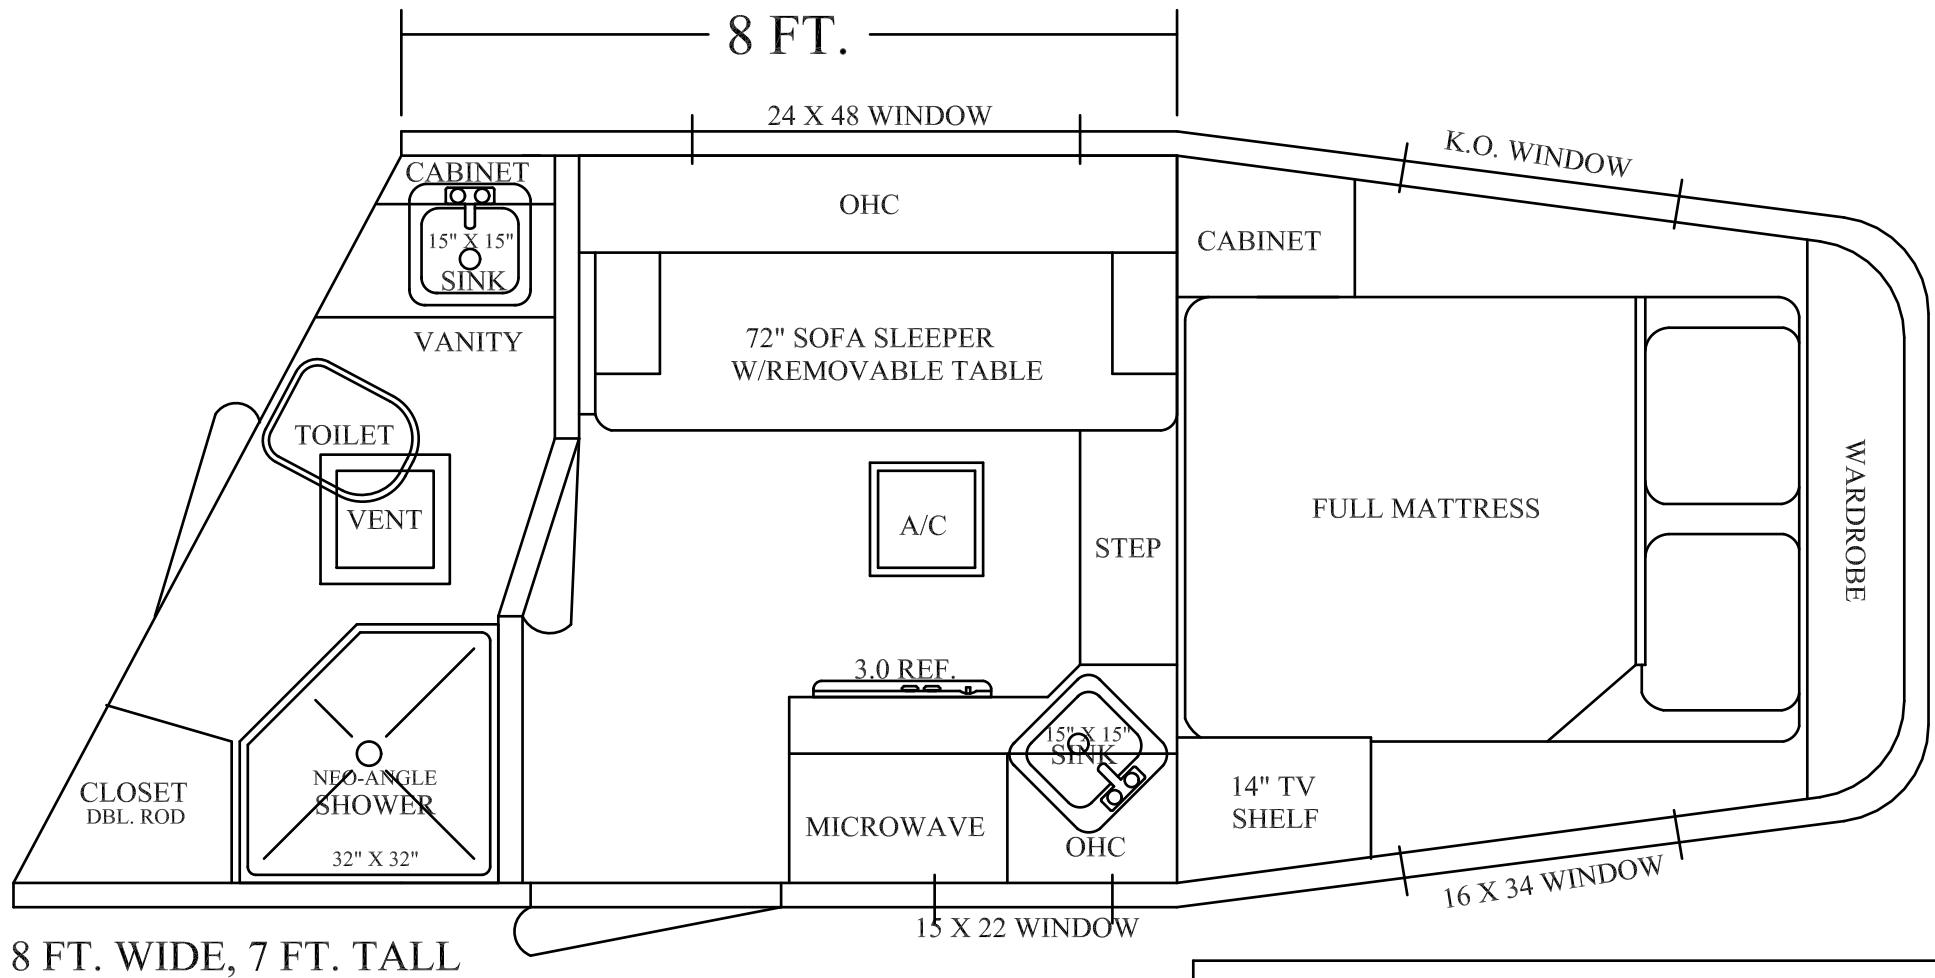 8 FT.
24 X 48 WINDOW
K.O. WINDOW
CABINET
OHC
15" X 15"
SINK
CABINET
VANITY
72" SOFA SLEEPER
W/REMOVABLE TABLE
TOILET
VENT
A/C
STEP
FULL MATTRESS
WARDROBE
3.0 REF.
15" X 15"
SINK
CLOSET
DBL. ROD
NEO-ANGLE
SHOWER
32" X 32"
MICROWAVE
OHC
14" TV
SHELF
16 X 34 WINDOW
15 X 22 WINDOW
8 FT. WIDE, 7 FT. TALL